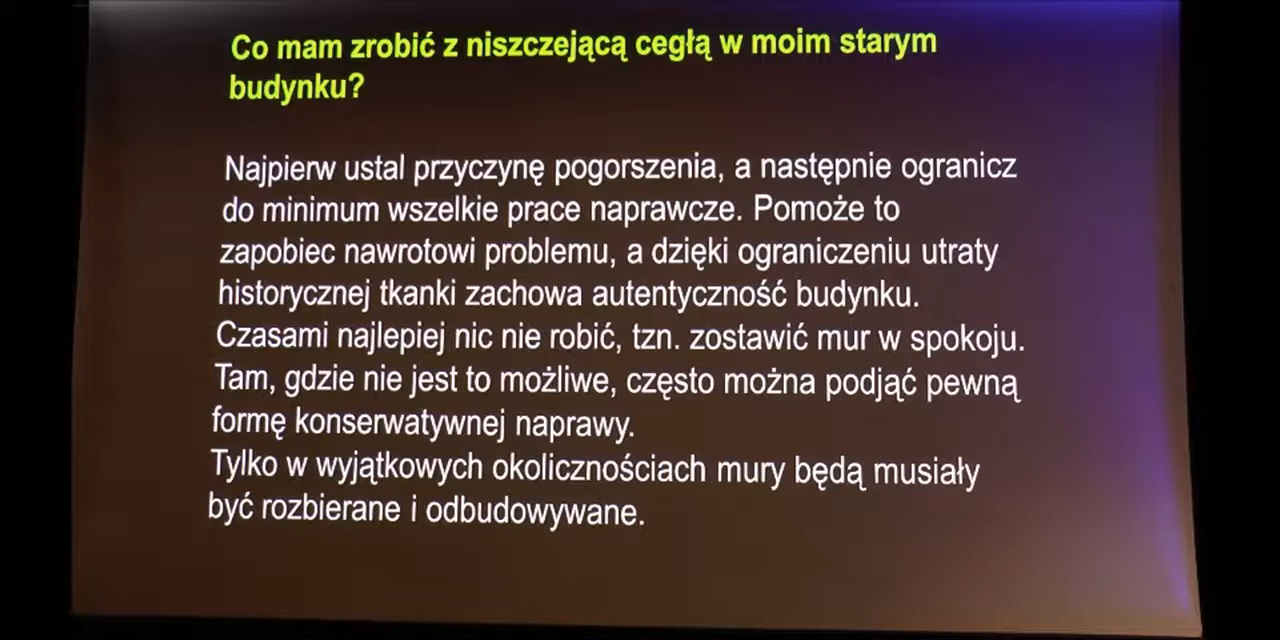 Co mam zrobić z niszczejącą cegłą w moim starym
budynku?
Najpierw ustal przyczynę pogorszenia, a następnie ogranicz
do minimum wszelkie prace naprawcze. Pomoże to
zapobiec nawrotowi problemu, a dzięki ograniczeniu utraty
historycznej tkanki zachowa autentyczność budynku.
Czasami najlepiej nic nie robić, tzn. zostawić mur w spokoju.
Tam, gdzie nie jest to możliwe, często można podjąć pewną
formę konserwatywnej naprawy.
Tylko w wyjątkowych okolicznościach mury będą musiały
być rozbierane i odbudowywane.